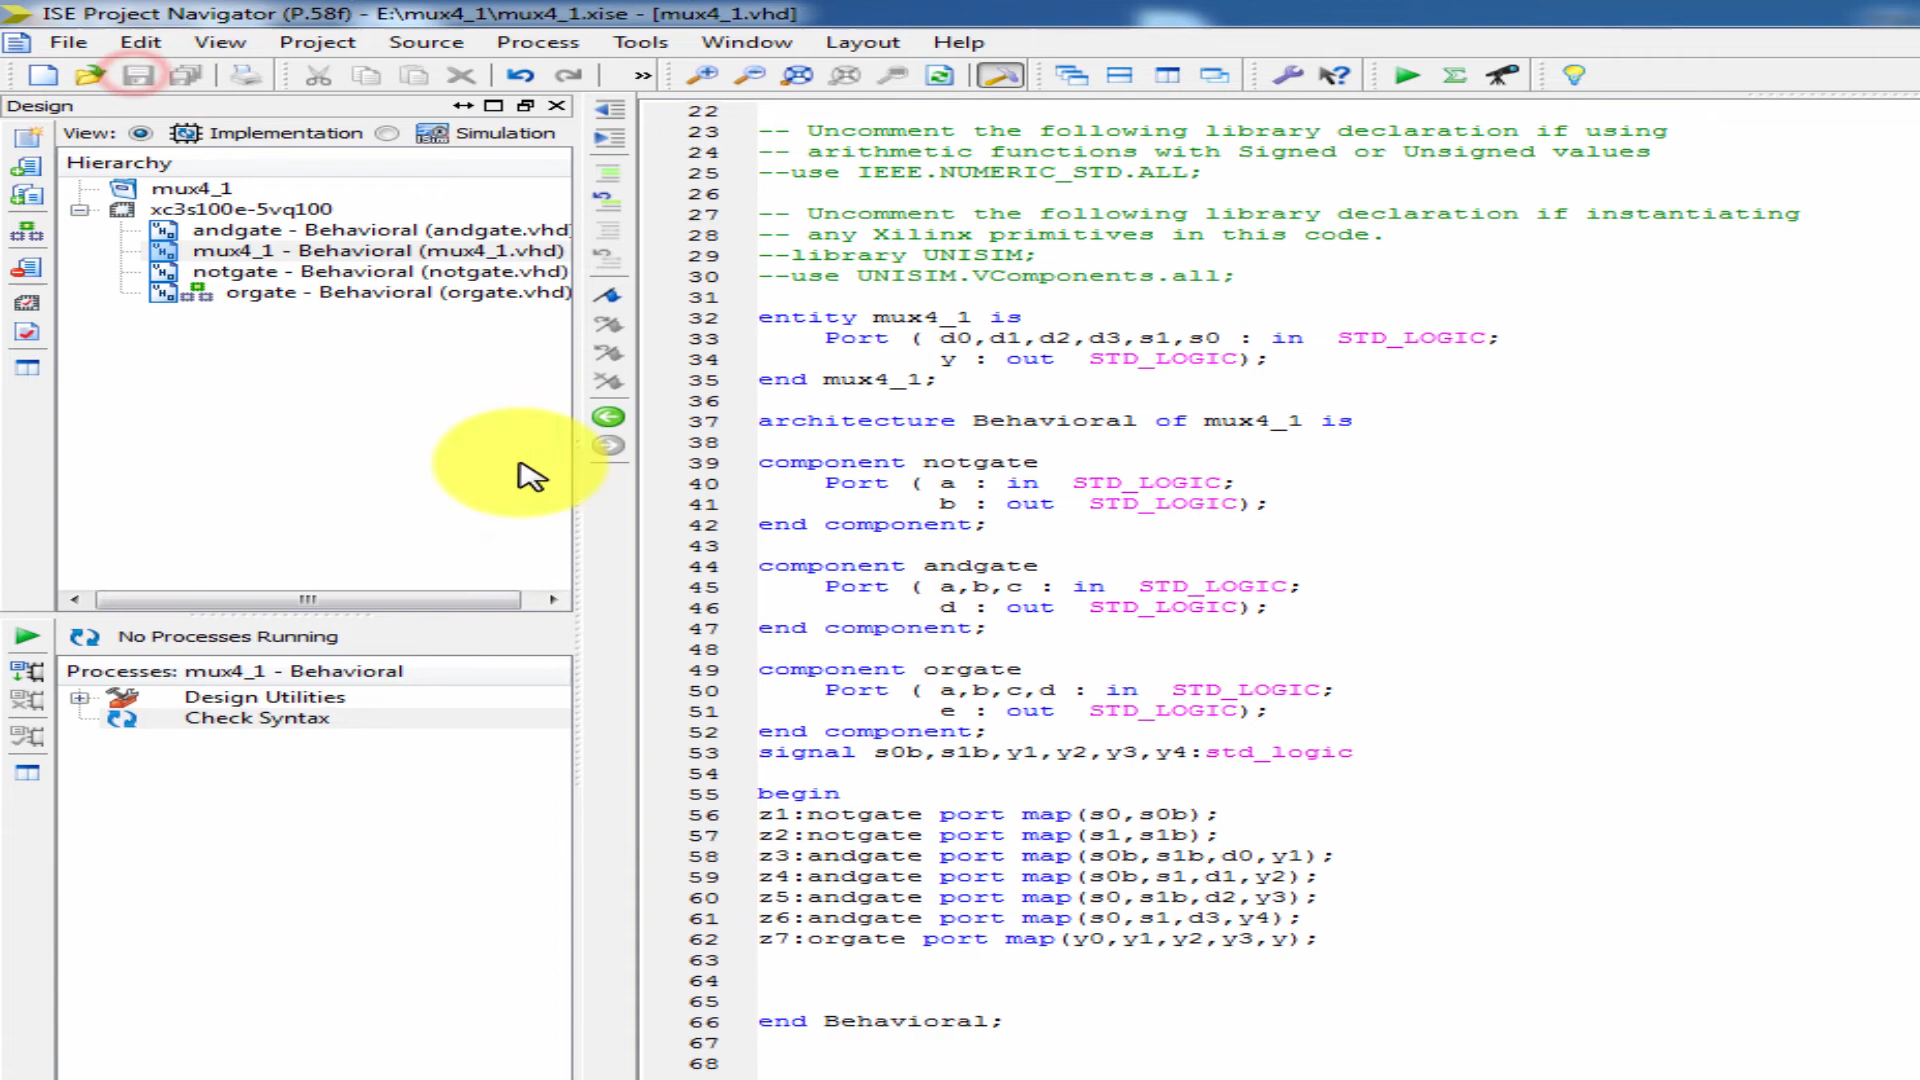 ISE Project Navigator (P.58f) - E:\mux4_1\mux4_1.xise - [mux4_1.vhd]
File Edit View Project Source Process Tools Window Layout Help
»
Design
View: Implementation Simulation
Hierarchy
mux4_1
xc3s100e-5vq100
andgate - Behavioral (andgate.vhd)
mux4_1 - Behavioral (mux4_1.vhd)
notgate - Behavioral (notgate.vhd)
orgate - Behavioral (orgate.vhd)
No Processes Running
Processes: mux4_1 - Behavioral
Design Utilities
Check Syntax
22
23 -- Uncomment the following library declaration if using
24 -- arithmetic functions with Signed or Unsigned values
25 --use IEEE.NUMERIC_STD.ALL;
26
27 -- Uncomment the following library declaration if instantiating
28 -- any Xilinx primitives in this code.
29 --library UNISIM;
30 --use UNISIM.VComponents.all;
31
32 entity mux4_1 is
33 Port ( d0,d1,d2,d3,s1,s0 : in STD_LOGIC;
34 y : out STD_LOGIC);
35 end mux4_1;
36
37 architecture Behavioral of mux4_1 is
38
39 component notgate
40 Port ( a : in STD_LOGIC;
41 b : out STD_LOGIC);
42 end component;
43
44 component andgate
45 Port ( a,b,c : in STD_LOGIC;
46 d : out STD_LOGIC);
47 end component;
48
49 component orgate
50 Port ( a,b,c,d : in STD_LOGIC;
51 e : out STD_LOGIC);
52 end component;
53 signal s0b,s1b,y1,y2,y3,y4:std_logic
54
55 begin
56 z1:notgate port map(s0,s0b);
57 z2:notgate port map(s1,s1b);
58 z3:andgate port map(s0b,s1b,d0,y1);
59 z4:andgate port map(s0b,s1,d1,y2);
60 z5:andgate port map(s0,s1b,d2,y3);
61 z6:andgate port map(s0,s1,d3,y4);
62 z7:orgate port map(y0,y1,y2,y3,y);
63
64
65
66 end Behavioral;
67
68